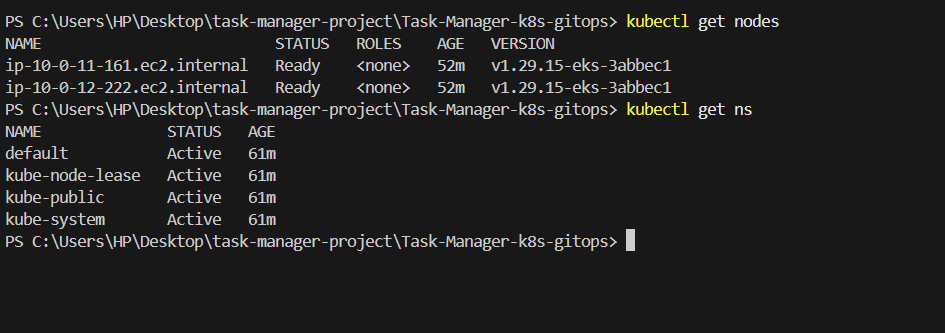 PS C:\Users\HP\Desktop\task-manager-project\Task-Manager-k8s-gitops> kubectl get nodes
NAME                          STATUS   ROLES    AGE   VERSION
ip-10-0-11-161.ec2.internal   Ready    <none>   52m   v1.29.15-eks-3abbec1
ip-10-0-12-222.ec2.internal   Ready    <none>   52m   v1.29.15-eks-3abbec1
PS C:\Users\HP\Desktop\task-manager-project\Task-Manager-k8s-gitops> kubectl get ns
NAME              STATUS   AGE
default           Active   61m
kube-node-lease   Active   61m
kube-public       Active   61m
kube-system       Active   61m
PS C:\Users\HP\Desktop\task-manager-project\Task-Manager-k8s-gitops>